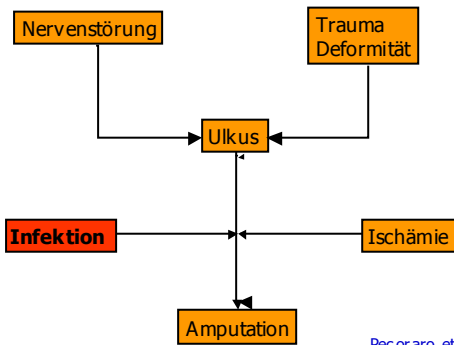 Nervenstörung
Trauma
Deformität
Ulkus
Infektion
Ischämie
Amputation